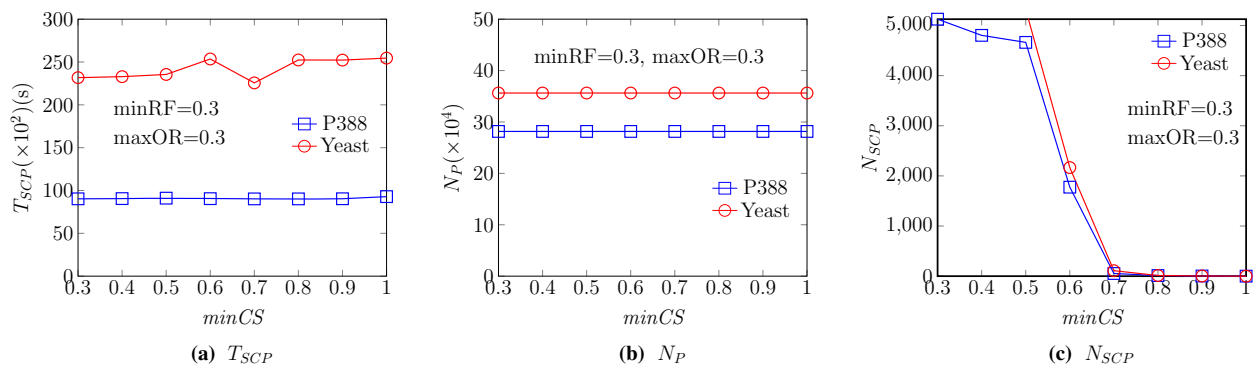 300
250
200
150
100
50
0
T_SCP(×10²)(s)
minRF=0.3
maxOR=0.3
P388
Yeast
0.3 0.4 0.5 0.6 0.7 0.8 0.9 1
minCS
(a) T_SCP
50
40
30
20
10
0
N_P(×10⁴)
minRF=0.3, maxOR=0.3
P388
Yeast
0.3 0.4 0.5 0.6 0.7 0.8 0.9 1
minCS
(b) N_P
5,000
4,000
3,000
2,000
1,000
0
N_SCP
P388
Yeast
minRF=0.3
maxOR=0.3
0.3 0.4 0.5 0.6 0.7 0.8 0.9 1
minCS
(c) N_SCP